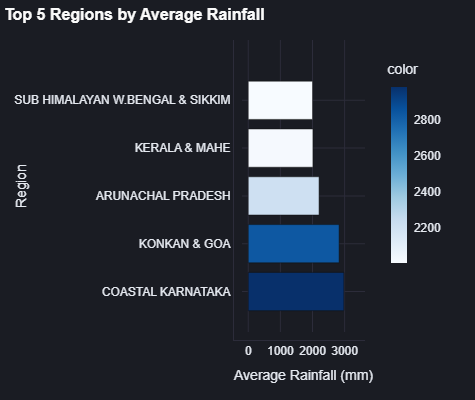 Top 5 Regions by Average Rainfall
color
SUB HIMALAYAN W.BENGAL & SIKKIM
KERALA & MAHE
ARUNACHAL PRADESH
KONKAN & GOA
COASTAL KARNATAKA
Region
2800
2600
2400
2200
0 1000 2000 3000
Average Rainfall (mm)